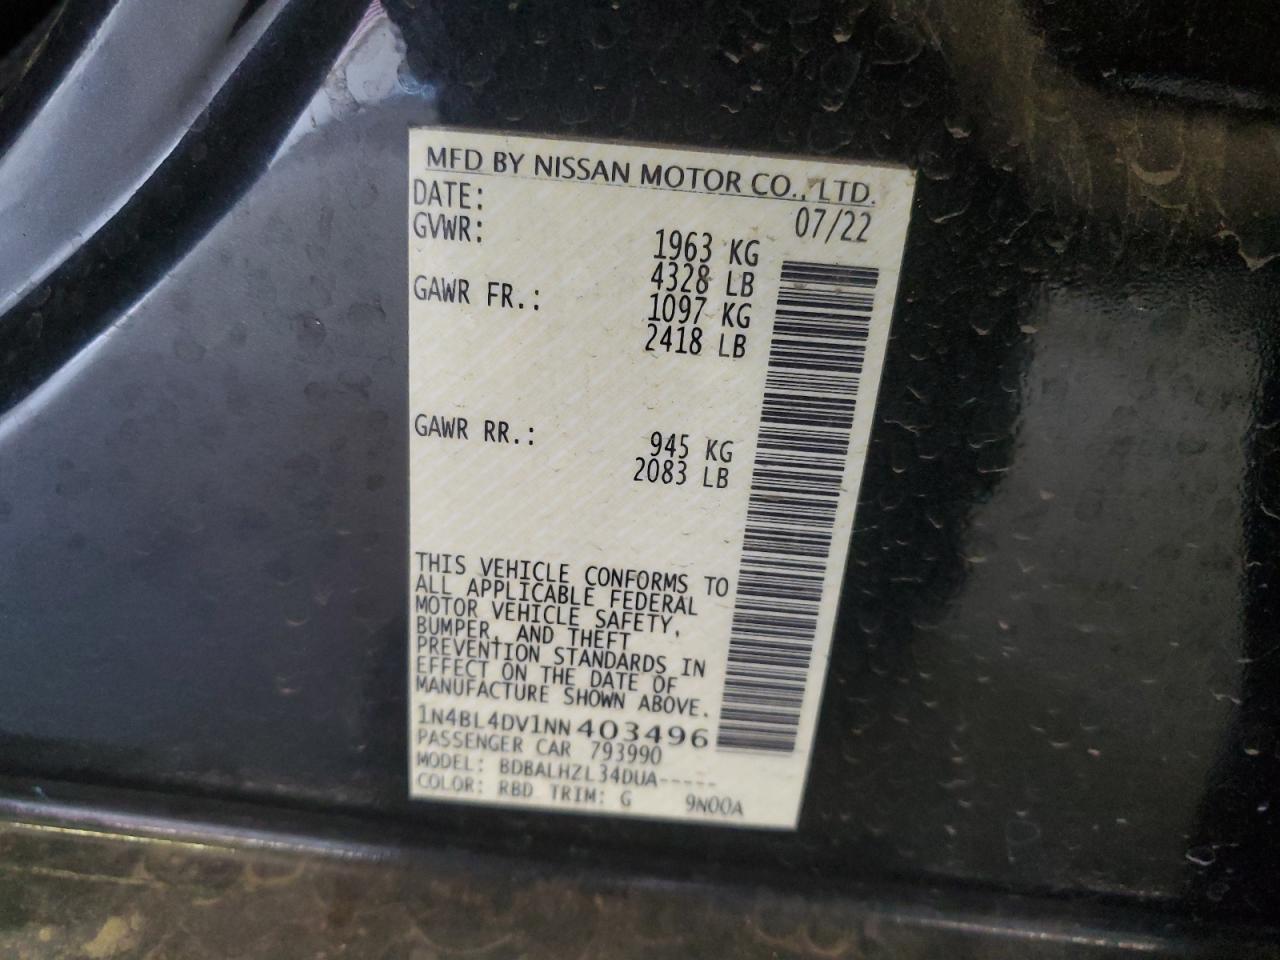 MFD BY NISSAN MOTOR CO., LTD.
DATE: 07/22
GVWR: 1963 KG
4328 LB
GAWR FR.: 1097 KG
2418 LB
GAWR RR.: 945 KG
2083 LB
THIS VEHICLE CONFORMS TO
ALL APPLICABLE FEDERAL
MOTOR VEHICLE SAFETY,
BUMPER, AND THEFT
PREVENTION STANDARDS IN
EFFECT ON THE DATE OF
MANUFACTURE SHOWN ABOVE.
1N4BL4DV1NN403496
PASSENGER CAR 793990
MODEL: BDBALHZL34DUA-----
COLOR: RBD TRIM: G 9N00A